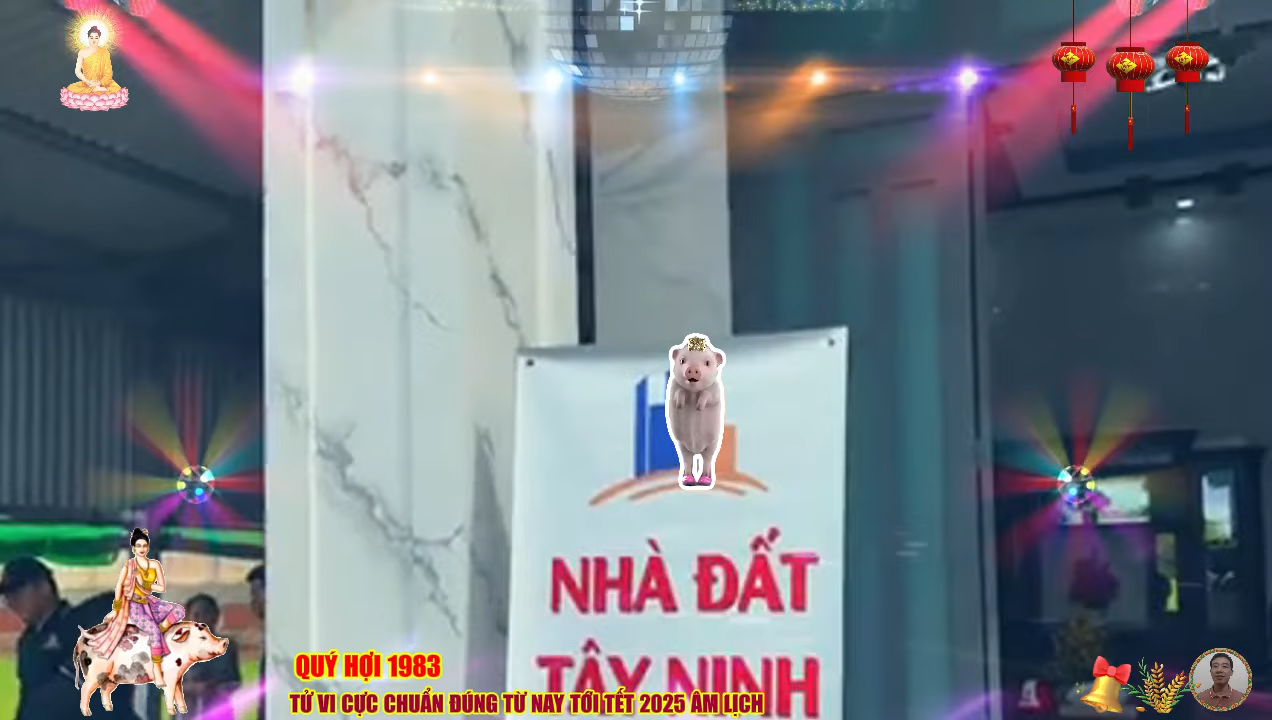 NHÀ ĐẤT
TÂY NINH
QUÝ HỢI 1983
TỬ VI CỰC CHUẨN ĐÚNG TỪ NAY TỚI TẾT 2025 ÂM LỊCH